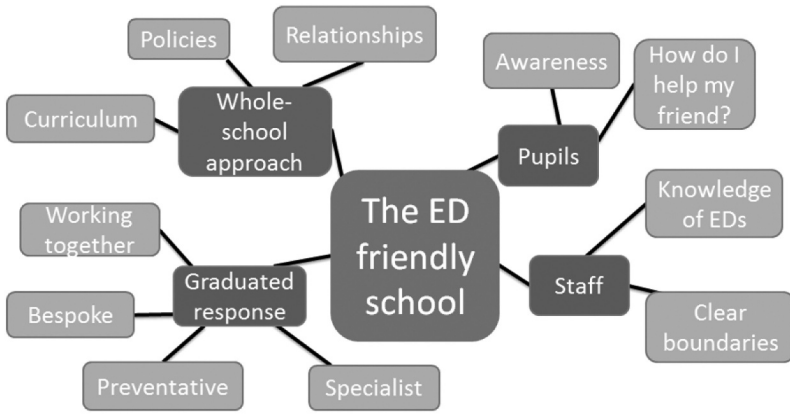 Policies
Relationships
Curriculum
Whole-
school
approach
Awareness
How do I
help my
friend?
Pupils
The ED
friendly
school
Knowledge
of EDs
Staff
Clear
boundaries
Working
together
Graduated
response
Bespoke
Preventative
Specialist